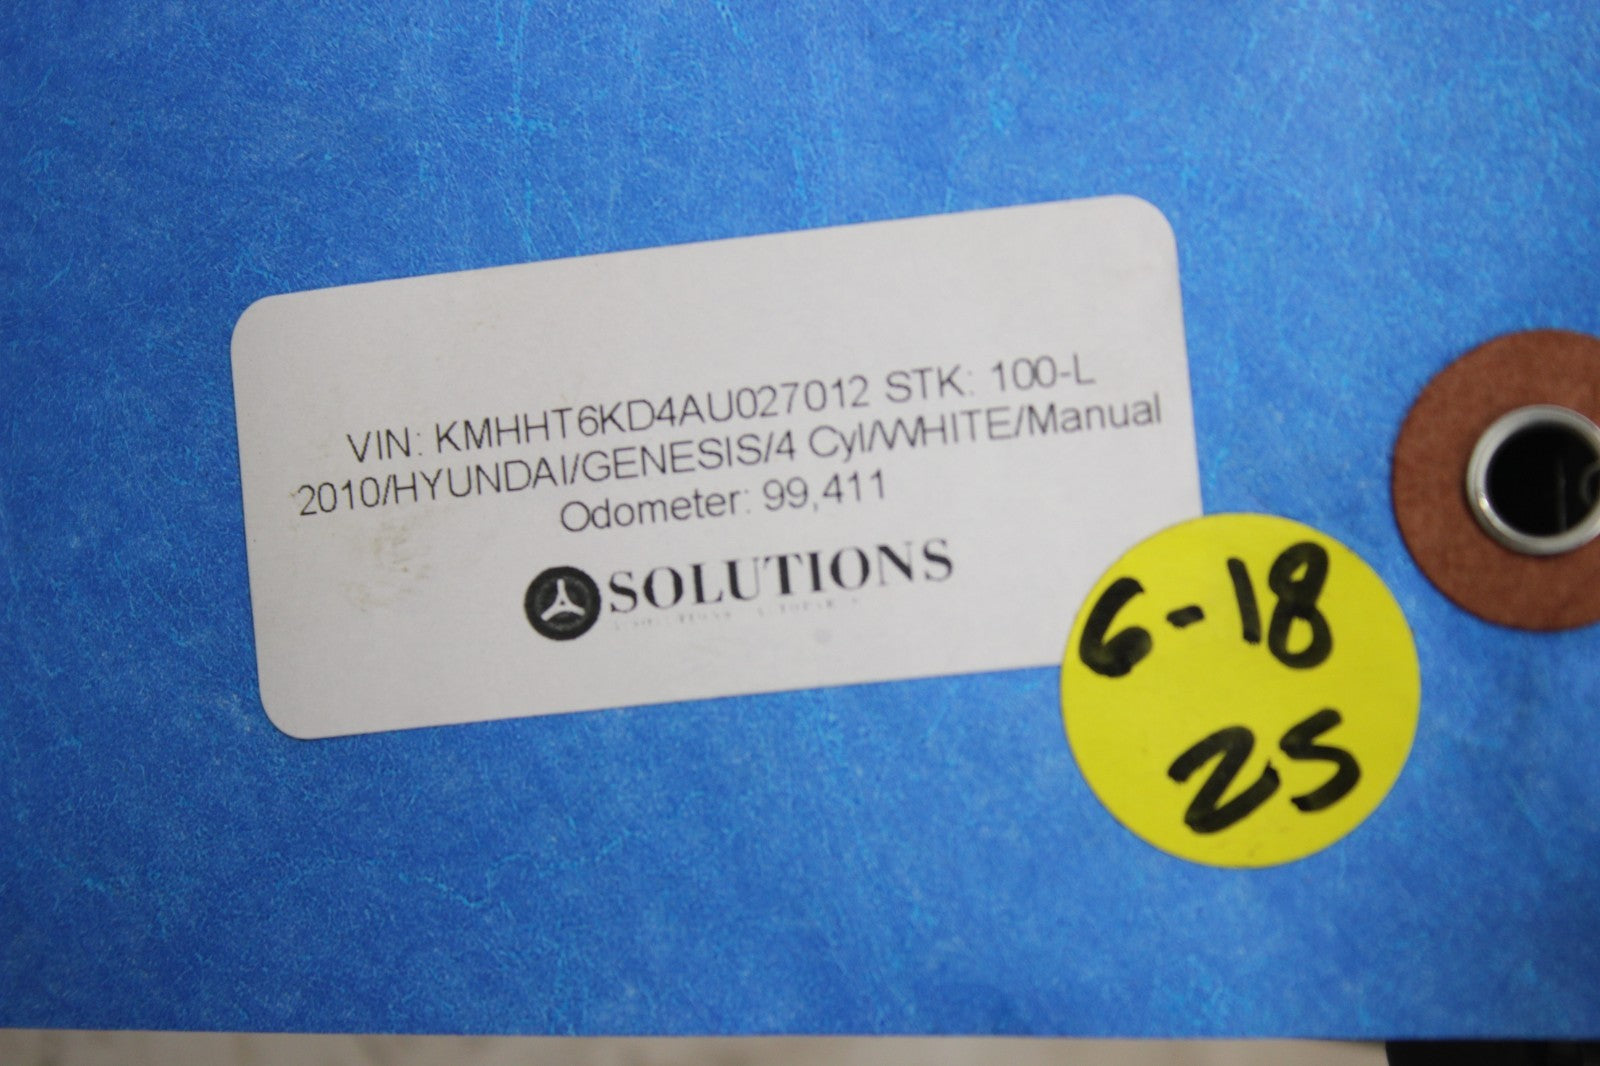 VIN: KMHHT6KD4AU027012 STK: 100-L
2010/HYUNDAI/GENESIS/4 Cyl/WHITE/Manual
Odometer: 99,411
SOLUTIONS
6-18
25